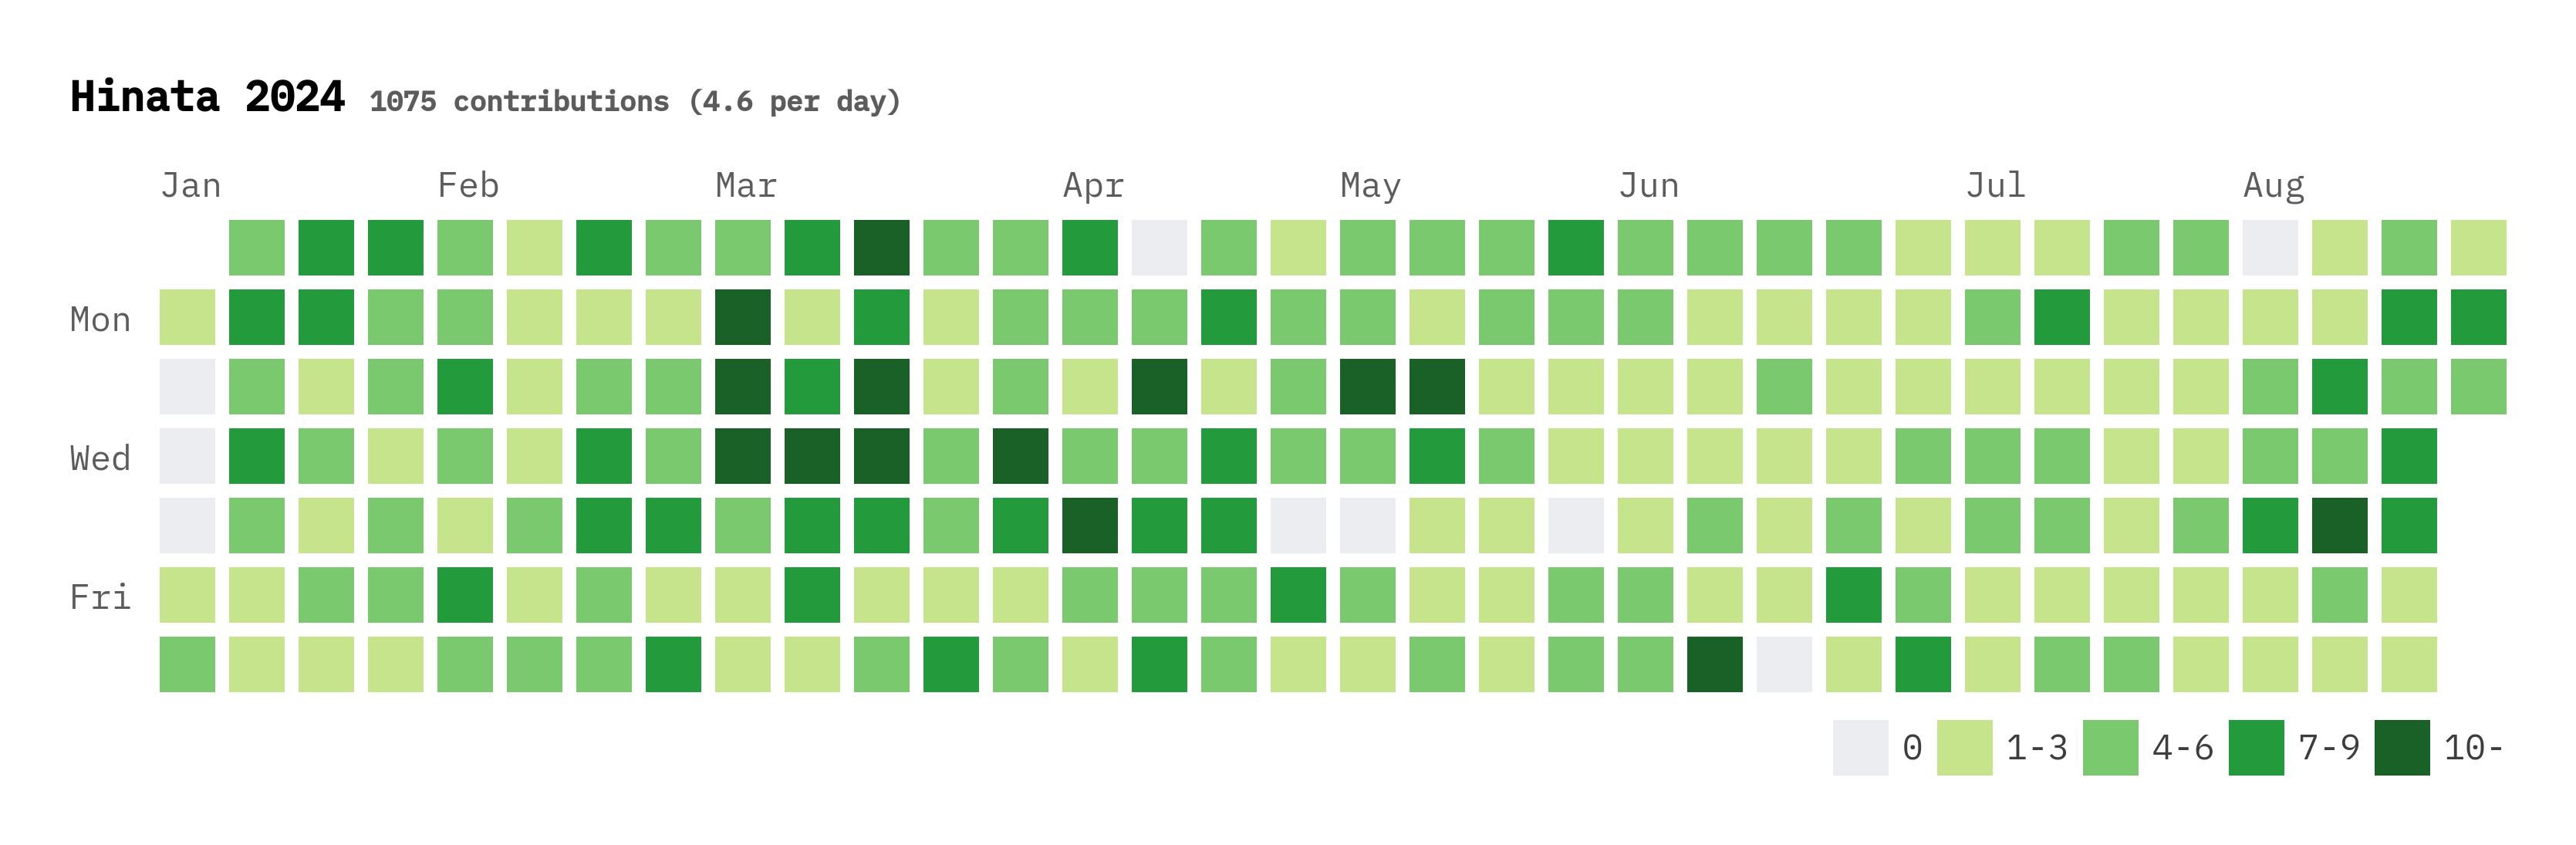 Hinata 2024 1075 contributions (4.6 per day)
Jan Feb Mar Apr May Jun Jul Aug
Mon
Wed
Fri
0 1-3 4-6 7-9 10-